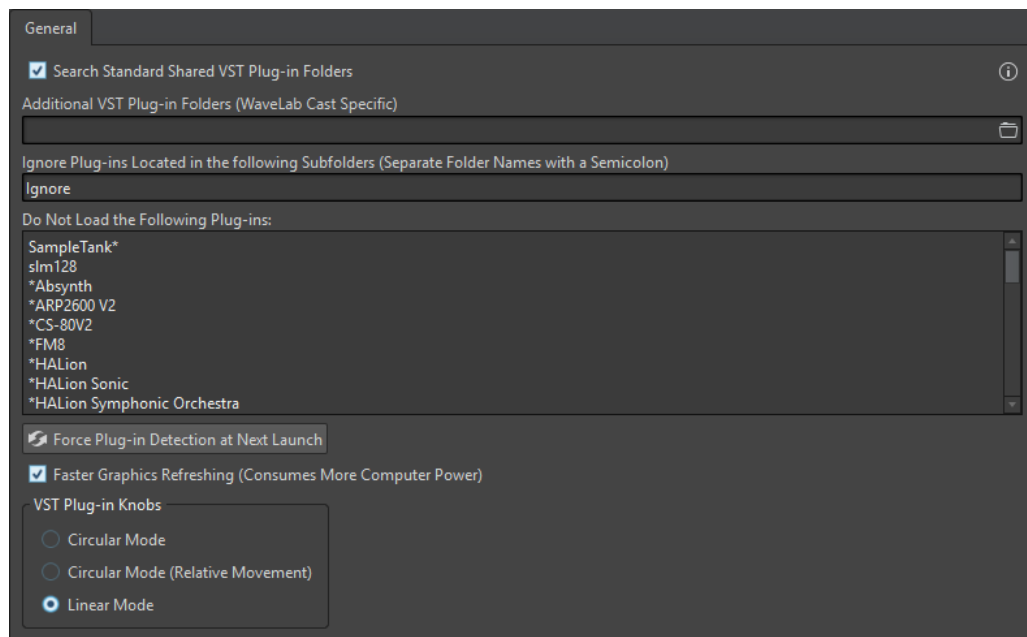 General
Search Standard Shared VST Plug-in Folders
Additional VST Plug-in Folders (WaveLab Cast Specific)
Ignore Plug-ins Located in the following Subfolders (Separate Folder Names with a Semicolon)
Ignore
Do Not Load the Following Plug-ins:
SampleTank*
slm128
*Absynth
*ARP2600 V2
*CS-80V2
*FM8
*HALion
*HALion Sonic
*HALion Symphonic Orchestra
Force Plug-in Detection at Next Launch
Faster Graphics Refreshing (Consumes More Computer Power)
VST Plug-in Knobs
Circular Mode
Circular Mode (Relative Movement)
Linear Mode